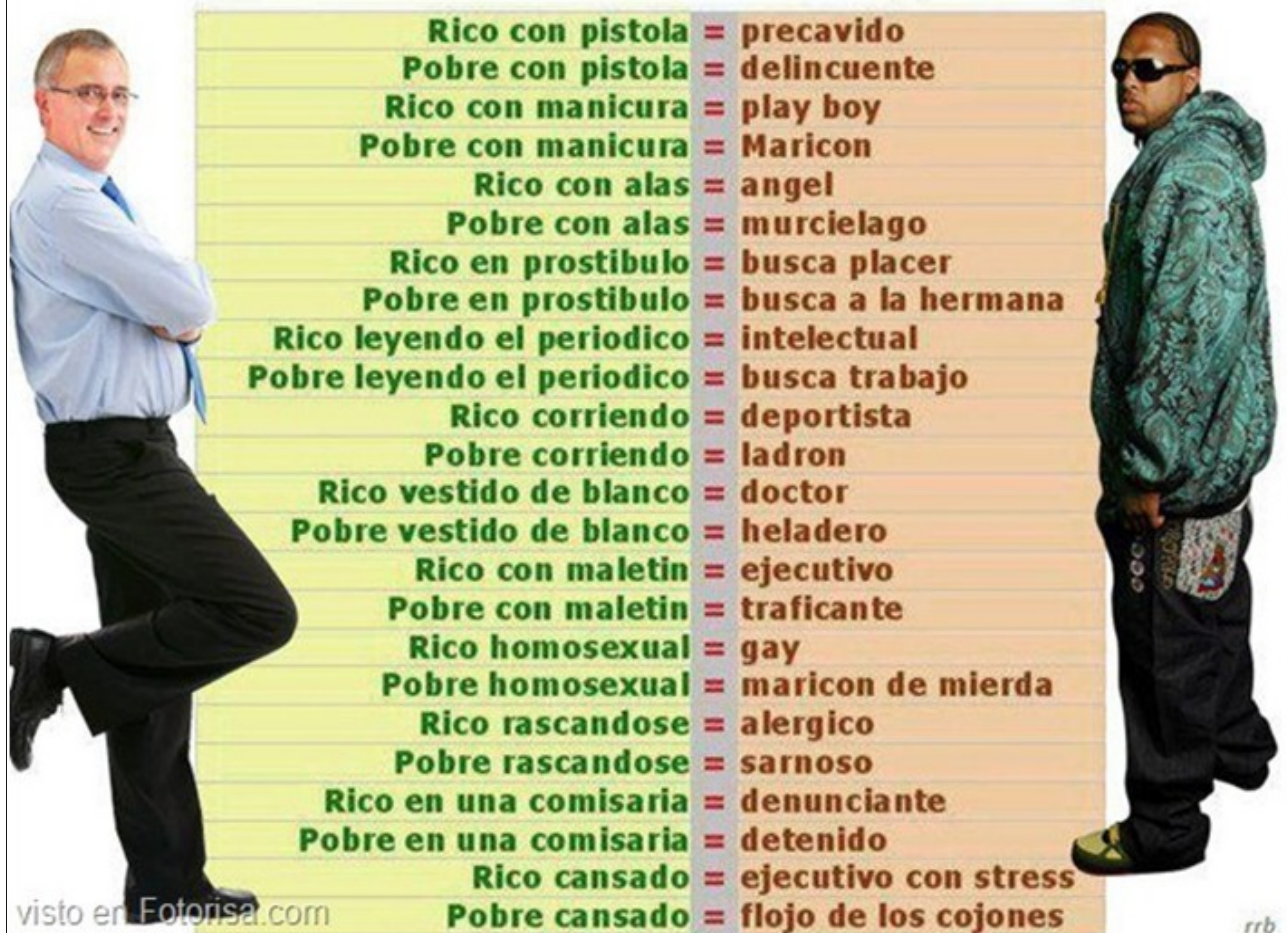 Rico con pistola = precavido
Pobre con pistola = delincuente
Rico con manicura = play boy
Pobre con manicura = Maricon
Rico con alas = angel
Pobre con alas = murcielago
Rico en prostibulo = busca placer
Pobre en prostibulo = busca a la hermana
Rico leyendo el periodico = intelectual
Pobre leyendo el periodico = busca trabajo
Rico corriendo = deportista
Pobre corriendo = ladron
Rico vestido de blanco = doctor
Pobre vestido de blanco = heladero
Rico con maletin = ejecutivo
Pobre con maletin = traficante
Rico homosexual = gay
Pobre homosexual = maricon de mierda
Rico rascandose = alergico
Pobre rascandose = sarnoso
Rico en una comisaria = denunciante
Pobre en una comisaria = detenido
Rico cansado = ejecutivo con stress
Pobre cansado = flojo de los cojones
visto en Fotorisa.com
rrb